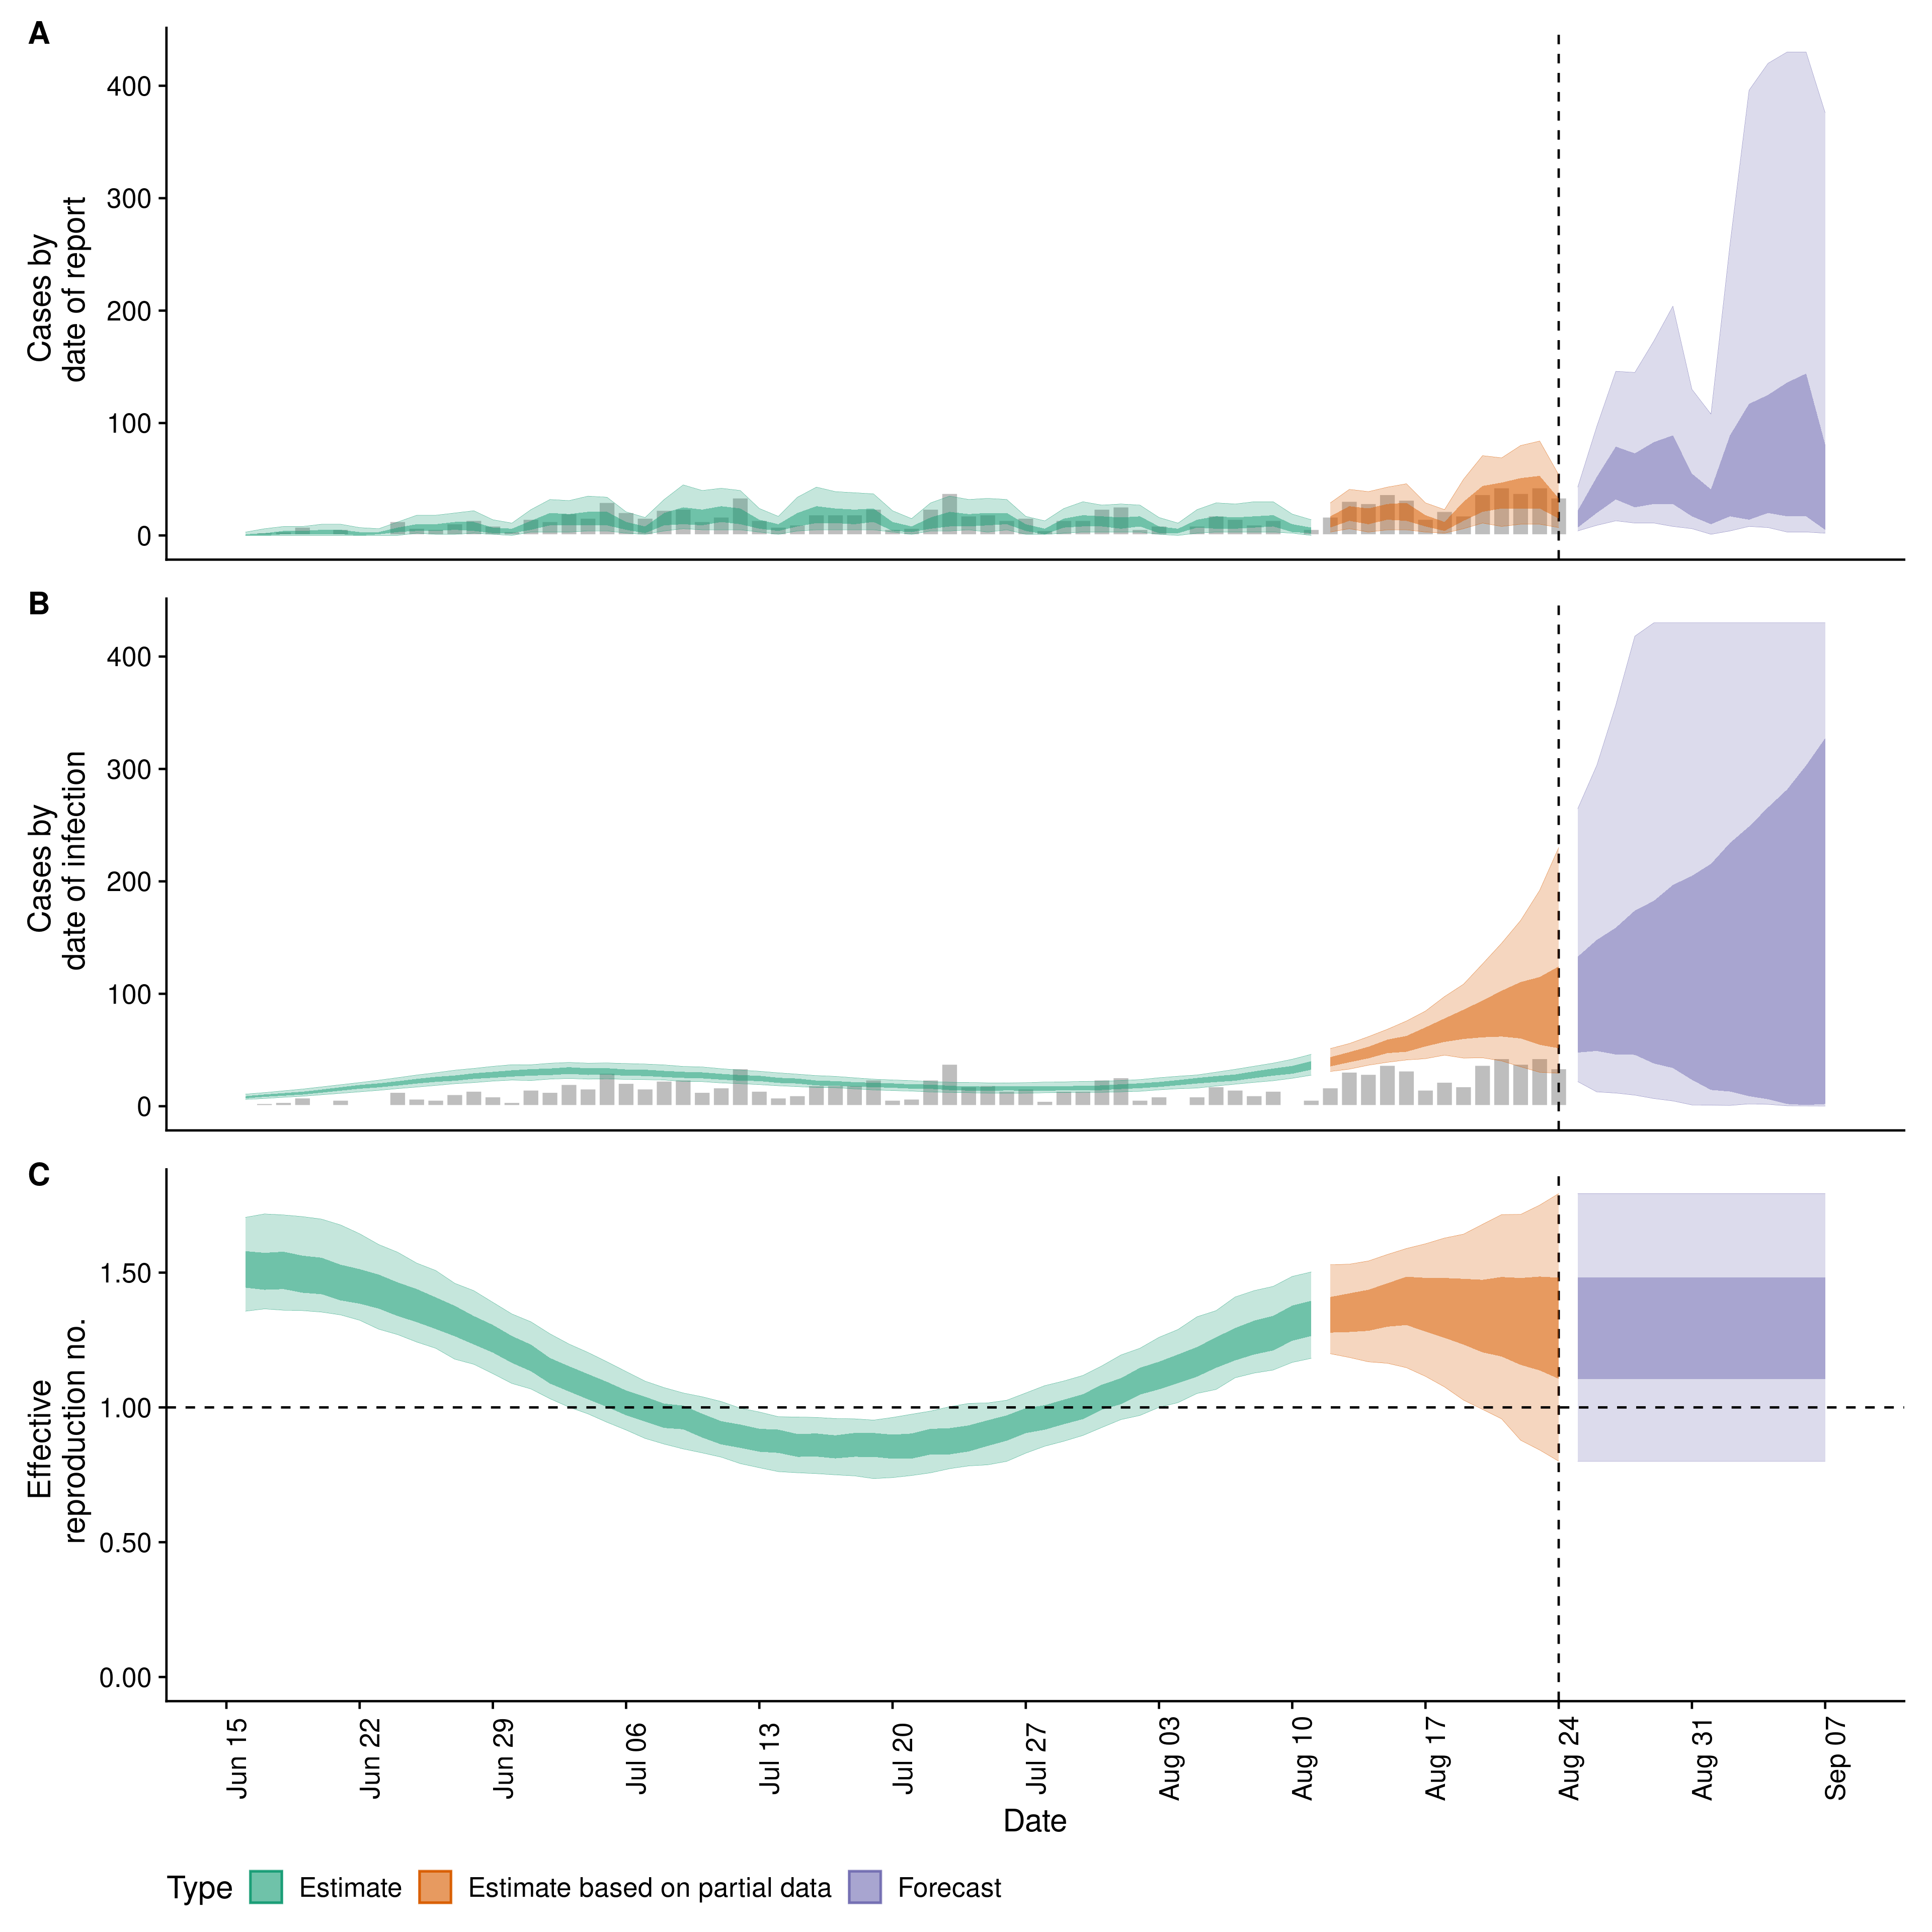 A
400
300
200
100
0
Cases by
date of report
B
400
300
200
100
0
Cases by
date of infection
C
1.50
1.00
0.50
0.00
Effective
reproduction no.
Jun 15
Jun 22
Jun 29
Jul 06
Jul 13
Jul 20
Jul 27
Aug 03
Aug 10
Aug 17
Aug 24
Aug 31
Sep 07
Date
Type Estimate Estimate based on partial data Forecast